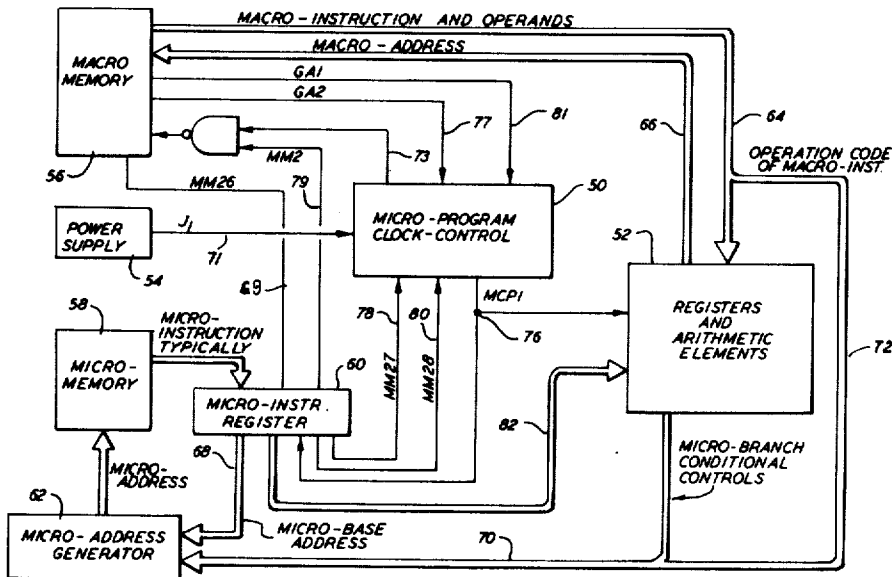 MACRO-INSTRUCTION AND OPERANDS
MACRO-ADDRESS
MACRO
MEMORY
GA1
GA2
77
81
66
64
56
MM2
73
79
MM26
OPERATION CODE
OF MACRO-INST.
50
MICRO-PROGRAM
CLOCK-CONTROL
52
POWER
SUPPLY
J1
71
54
69
REGISTERS
AND
ARITHMETIC
ELEMENTS
72
58
MICRO-
INSTRUCTION
TYPICALLY
MICRO-
MEMORY
78
80
MCP1
76
MM27
MM28
60
MICRO-INSTR.
REGISTER
82
68
MICRO-
ADDRESS
62
MICRO-ADDRESS
GENERATOR
MICRO-BASE
ADDRESS
MICRO-BRANCH
CONDITIONAL
CONTROLS
70